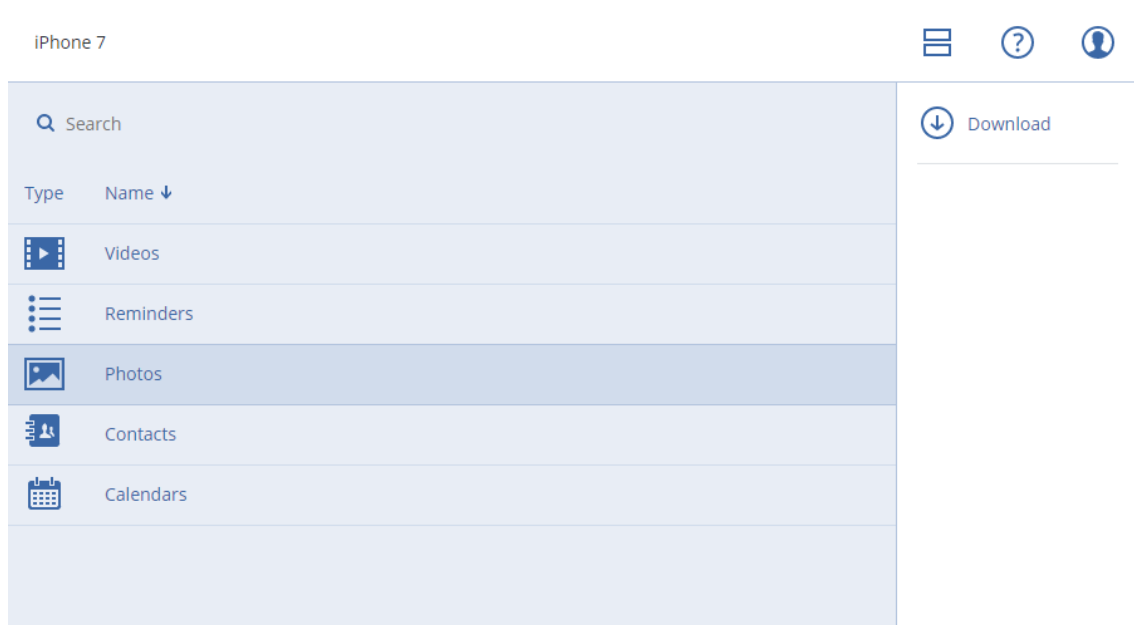 iPhone 7
Search
Download
Type Name
Videos
Reminders
Photos
Contacts
Calendars